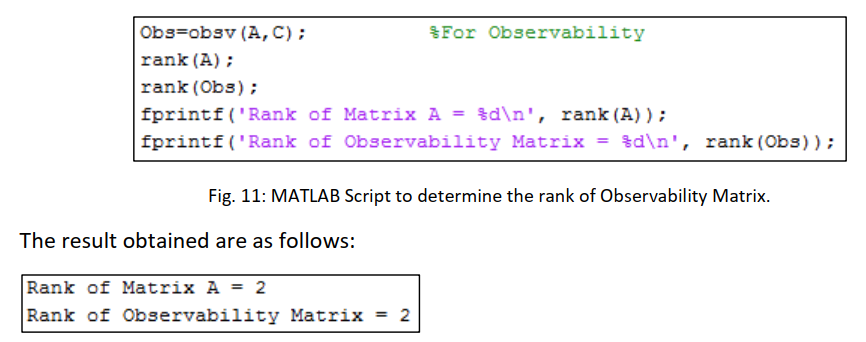 Obs=obsv(A,C);                %For Observability
rank(A);
rank(Obs);
fprintf('Rank of Matrix A = %d\n', rank(A));
fprintf('Rank of Observability Matrix = %d\n', rank(Obs));
Fig. 11: MATLAB Script to determine the rank of Observability Matrix.
The result obtained are as follows:
Rank of Matrix A = 2
Rank of Observability Matrix = 2